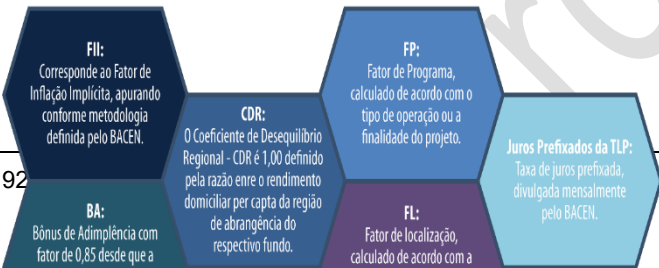 FII:
Corresponde ao Fator de
Inflação Implícita, apurando
conforme metodologia
definida pelo BACEN.
FP:
Fator de Programa,
calculado de acordo com o
tipo de operação ou a
finalidade do projeto.
CDR:
O Coeficiente de Desequilíbrio
Regional - CDR é 1,00 definido
pela razão enre o rendimento
domiciliar per capta da região
de abrangência do
respectivo fundo.
Juros Prefixados da TLP:
Taxa de juros prefixada,
divulgada mensalmente
pelo BACEN.
92
BA:
Bônus de Adimplência com
fator de 0,85 desde que a
FL:
Fator de localização,
calculado de acordo com a